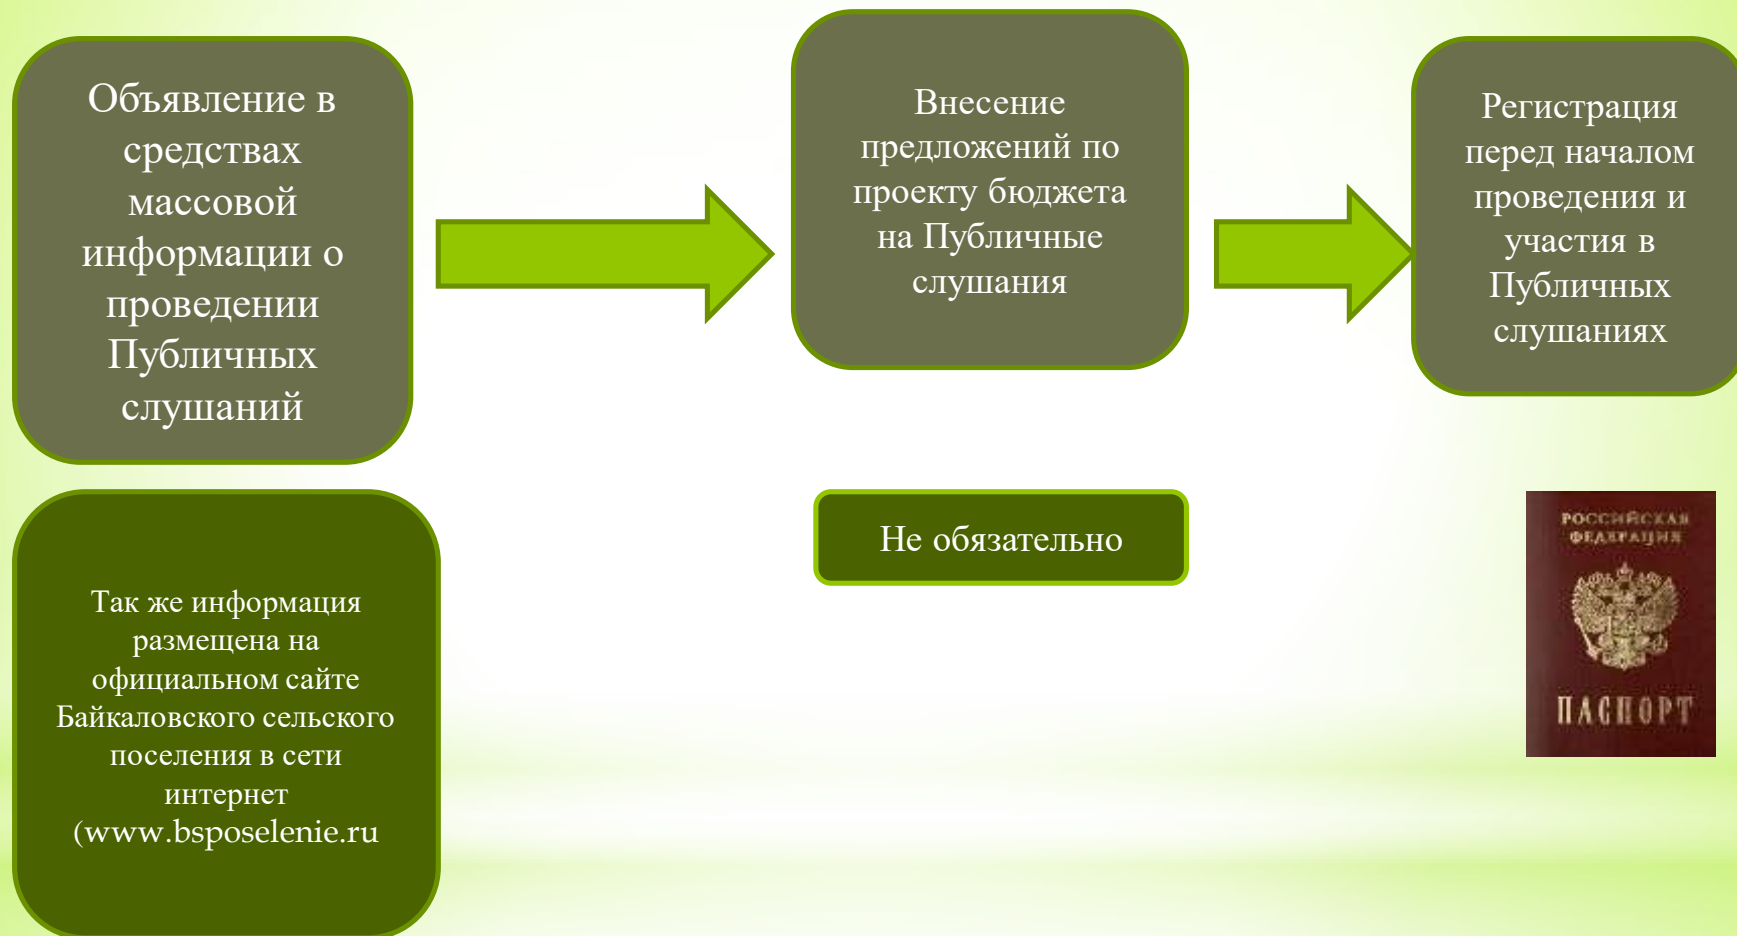 Объявление в
средствах
массовой
информации о
проведении
Публичных
слушаний
Внесение
предложений по
проекту бюджета
на Публичные
слушания
Регистрация
перед началом
проведения и
участия в
Публичных
слушаниях
Так же информация
размещена на
официальном сайте
Байкаловского сельского
поселения в сети
интернет
(www.bsposelenie.ru
Не обязательно
РОССИЙСКАЯ
ФЕДЕРАЦИЯ
ПАСПОРТ